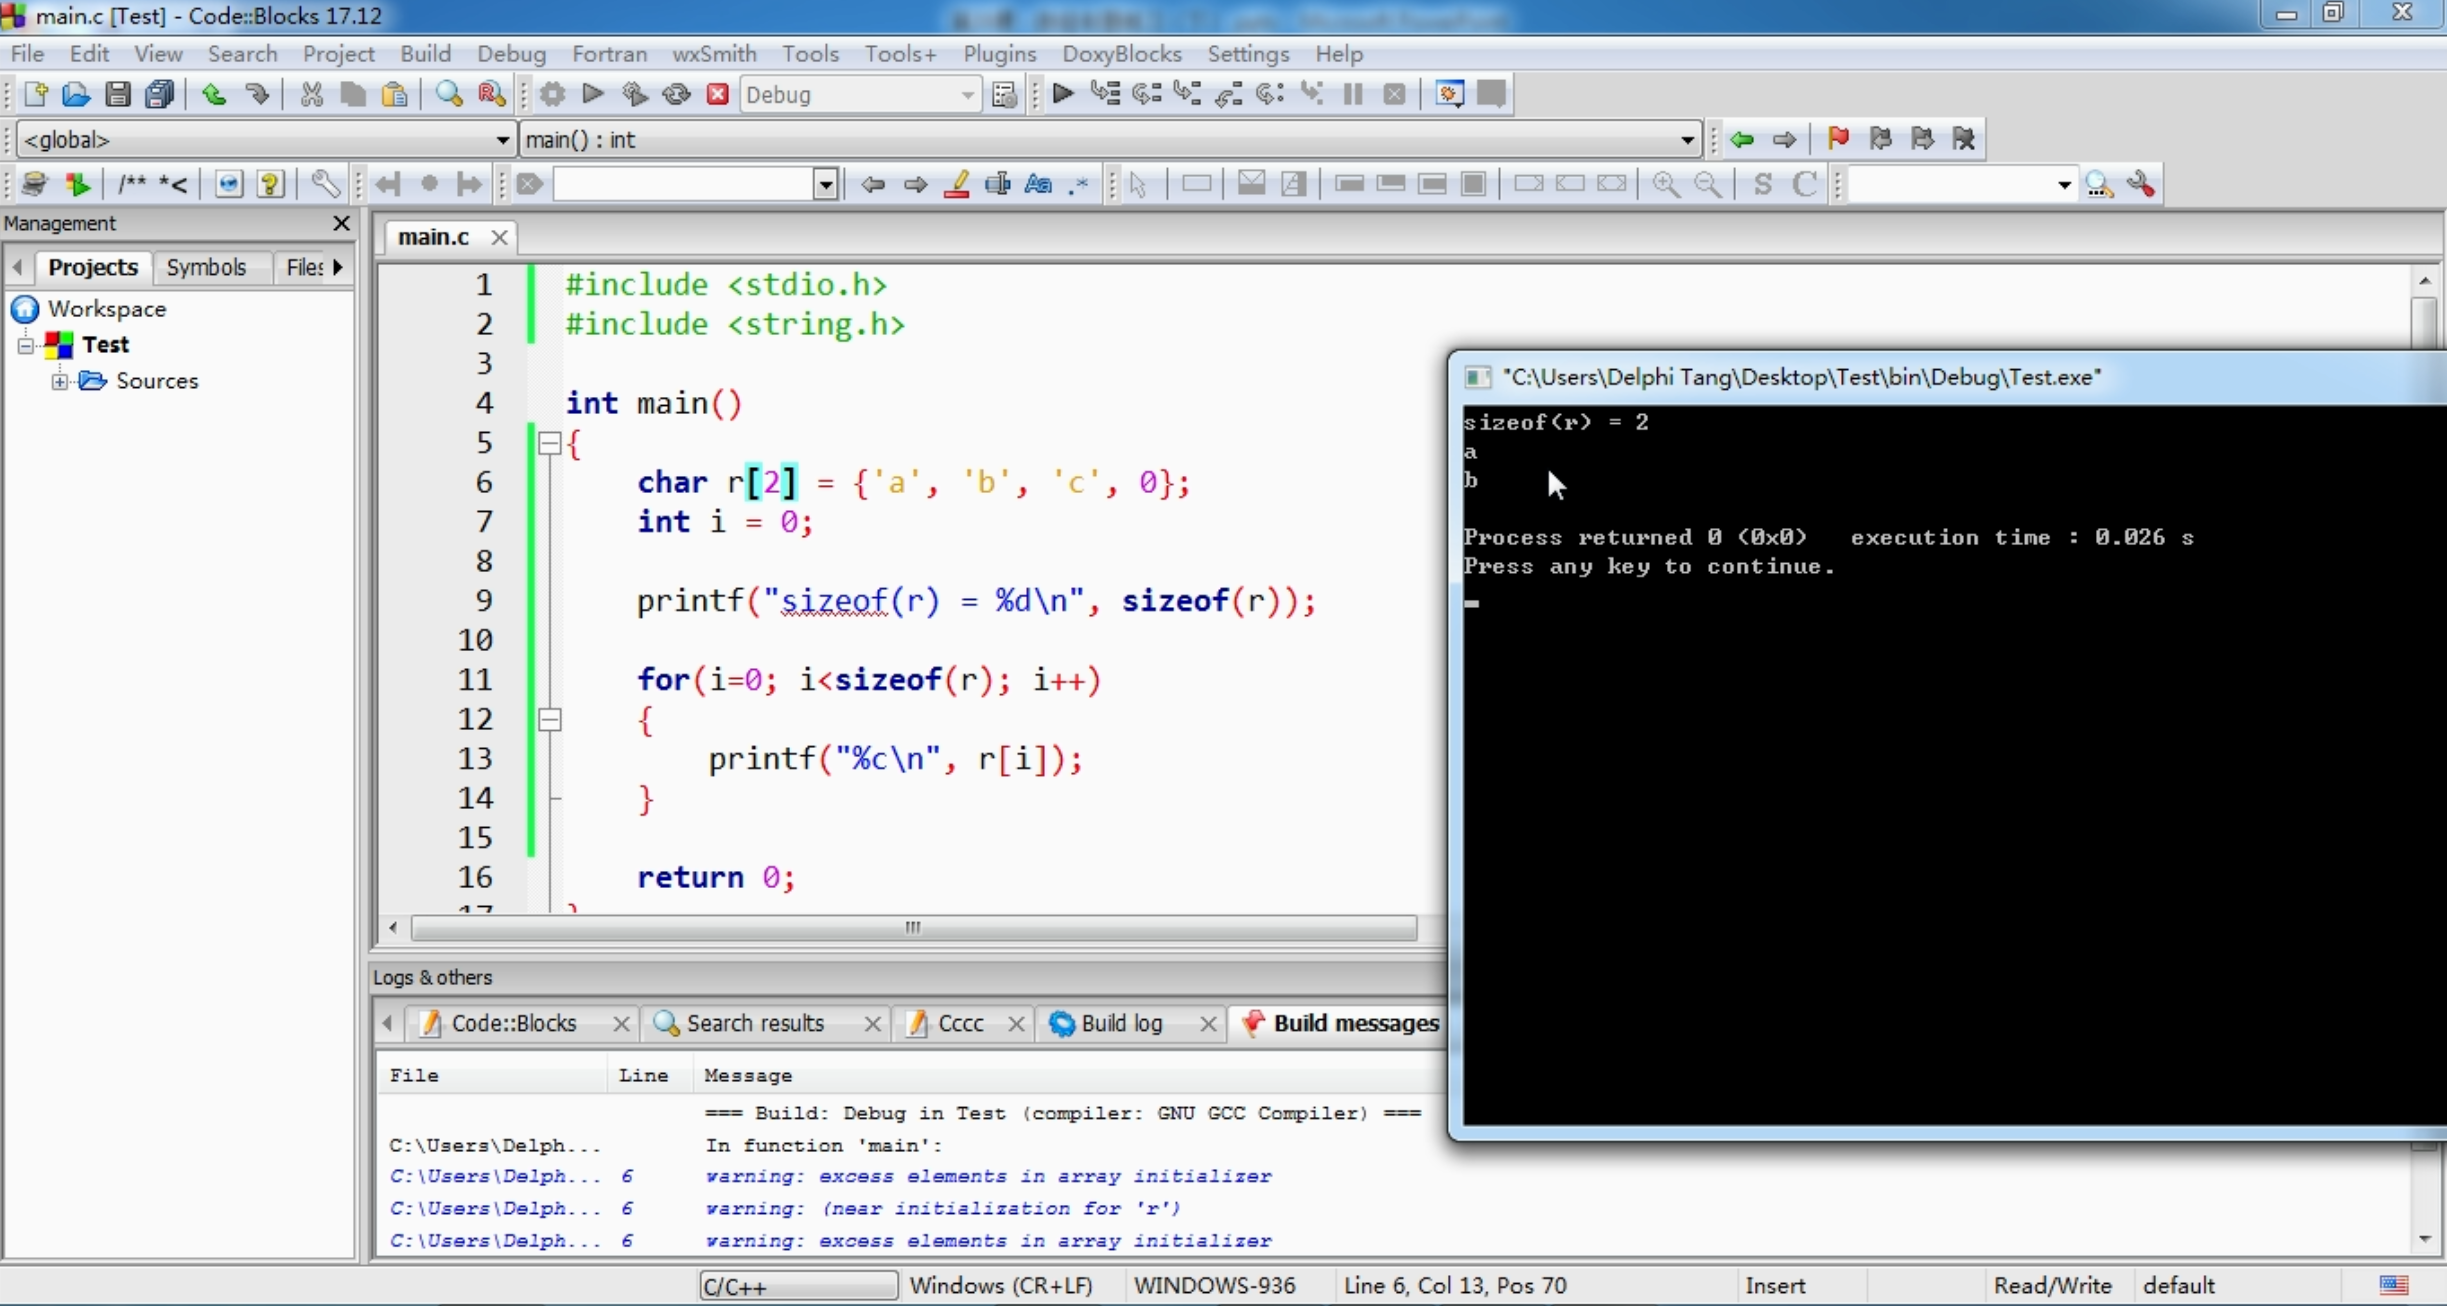 main.c [Test] - Code::Blocks 17.12
File Edit View Search Project Build Debug Fortran wxSmith Tools Tools+ Plugins DoxyBlocks Settings Help
Debug
<global> main() : int
/** *<
S C
Management
Projects Symbols Files
main.c
Workspace
Test
Sources
1 #include <stdio.h>
2 #include <string.h>
3
4 int main()
5 {
6 char r[2] = {'a', 'b', 'c', 0};
7 int i = 0;
8
9 printf("sizeof(r) = %d\n", sizeof(r));
10
11 for(i=0; i<sizeof(r); i++)
12 {
13 printf("%c\n", r[i]);
14 }
15
16 return 0;
17 }
"C:\Users\Delphi Tang\Desktop\Test\bin\Debug\Test.exe"
sizeof(r) = 2
a
b
Process returned 0 (0x0) execution time : 0.026 s
Press any key to continue.
Logs & others
Code::Blocks Search results Cccc Build log Build messages
File Line Message
=== Build: Debug in Test (compiler: GNU GCC Compiler) ===
C:\Users\Delph... In function 'main':
C:\Users\Delph... 6 warning: excess elements in array initializer
C:\Users\Delph... 6 warning: (near initialization for 'r')
C:\Users\Delph... 6 warning: excess elements in array initializer
C/C++ Windows (CR+LF) WINDOWS-936 Line 6, Col 13, Pos 70 Insert Read/Write default